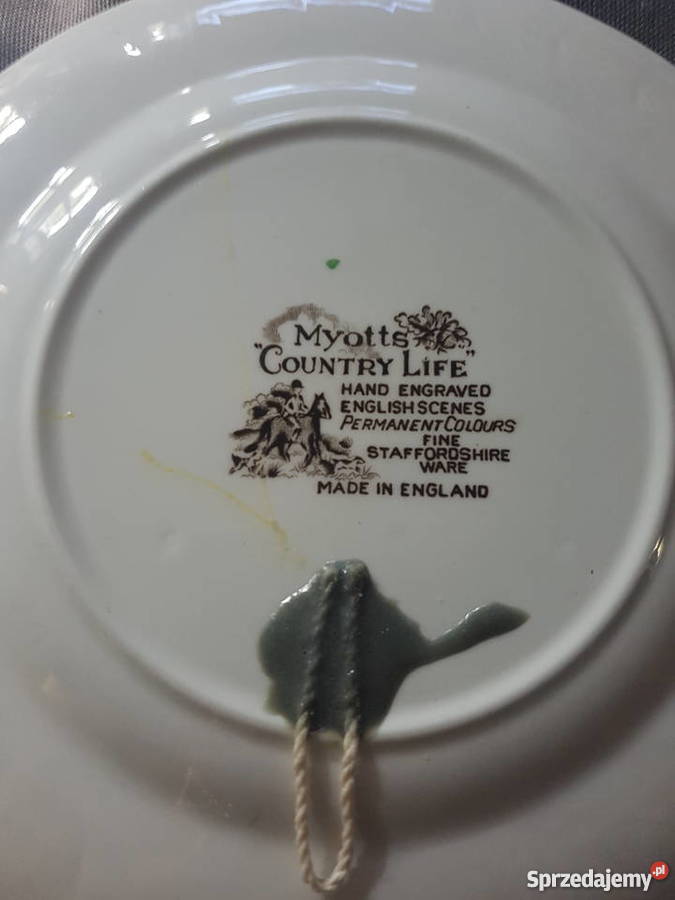 Myotts
"COUNTRY LIFE"
HAND ENGRAVED
ENGLISH SCENES
PERMANENT COLOURS
FINE
STAFFORDSHIRE
WARE
MADE IN ENGLAND
Sprzedajemy.pl